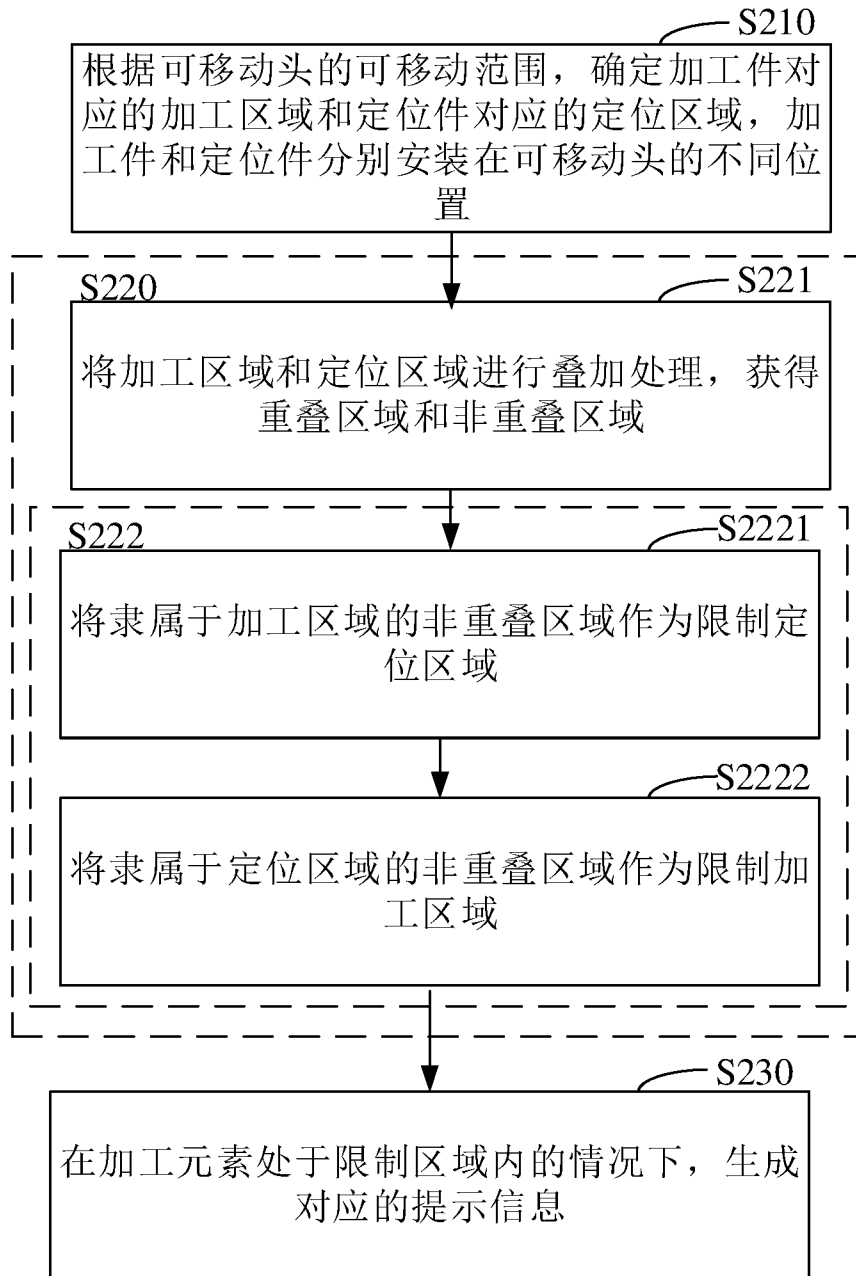 S210
根据可移动头的可移动范围，确定加工件对
应的加工区域和定位件对应的定位区域，加
工件和定位件分别安装在可移动头的不同位
置
S220
S221
将加工区域和定位区域进行叠加处理，获得
重叠区域和非重叠区域
S222
S2221
将隶属于加工区域的非重叠区域作为限制定
位区域
S2222
将隶属于定位区域的非重叠区域作为限制加
工区域
S230
在加工元素处于限制区域内的情况下，生成
对应的提示信息